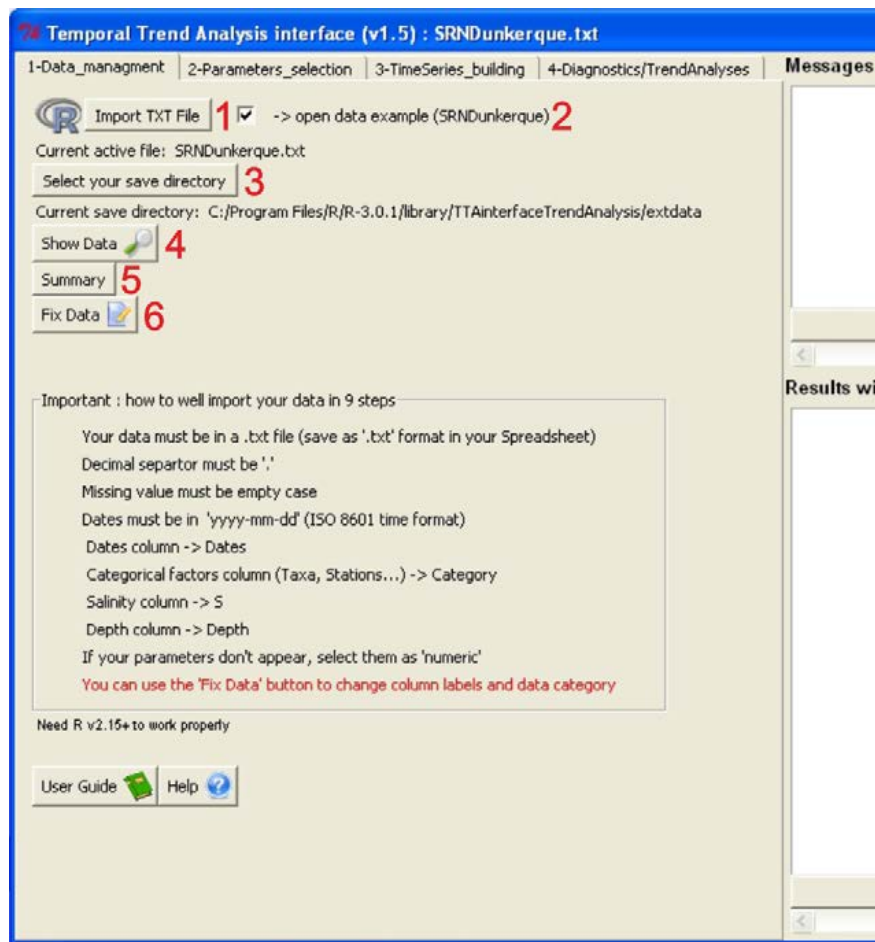 Temporal Trend Analysis interface (v1.5) : SRNDunkerque.txt
1-Data_managment 2-Parameters_selection 3-TimeSeries_building 4-Diagnostics/TrendAnalyses Messages
R Import TXT File 1 -> open data example (SRNDunkerque) 2
Current active file: SRNDunkerque.txt
Select your save directory 3
Current save directory: C:/Program Files/R/R-3.0.1/library/TTAinterfaceTrendAnalysis/extdata
Show Data 4
Summary 5
Fix Data 6
Results wi
Important : how to well import your data in 9 steps
Your data must be in a .txt file (save as '.txt' format in your Spreadsheet)
Decimal separtor must be '.'
Missing value must be empty case
Dates must be in 'yyyy-mm-dd' (ISO 8601 time format)
Dates column -> Dates
Categorical factors column (Taxa, Stations...) -> Category
Salinity column -> S
Depth column -> Depth
If your parameters don't appear, select them as 'numeric'
You can use the 'Fix Data' button to change column labels and data category
Need R v2.15+ to work properly
User Guide Help